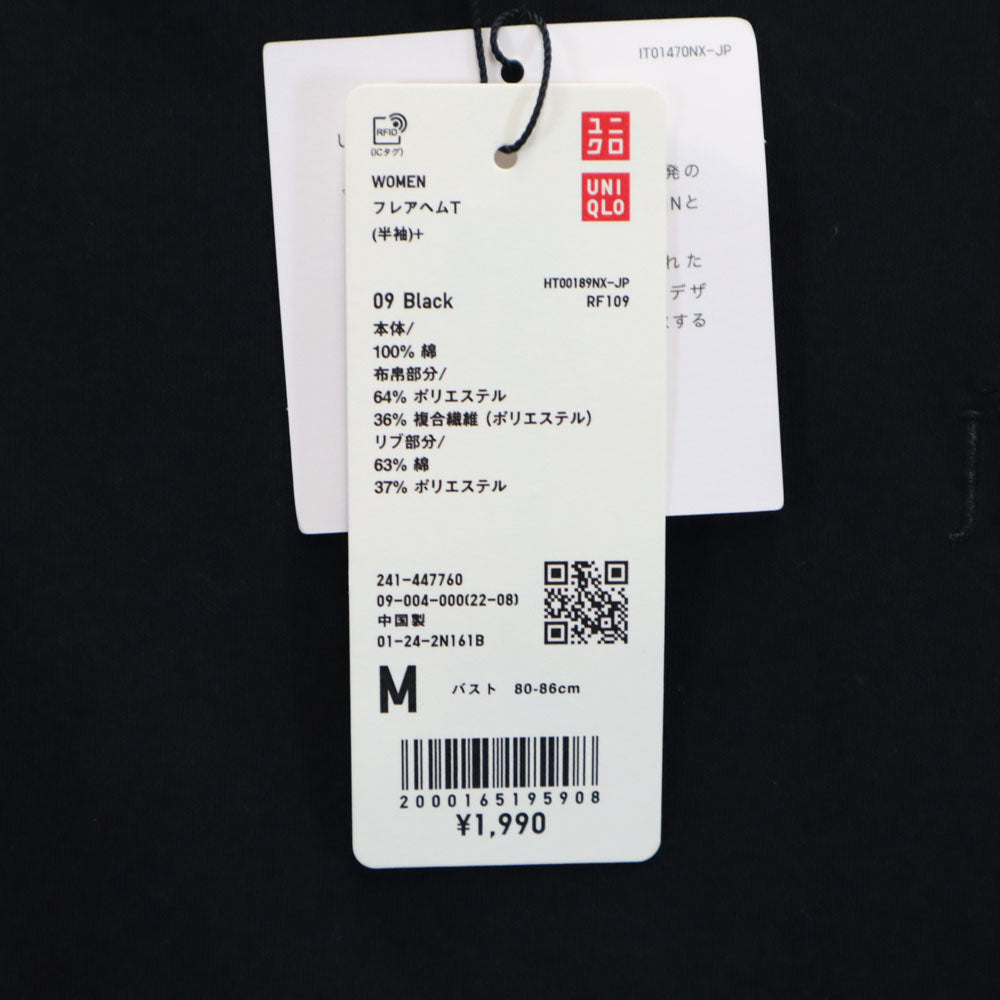 IT01470NX-JP
RFID
(ICタグ)
ユニ
クロ
UNI
QLO
WOMEN
フレアヘムT
(半袖)+
発の
Nと
れた
デザ
する
HT00189NX-JP
09 Black
RF109
本体/
100% 綿
布帛部分/
64% ポリエステル
36% 複合繊維 (ポリエステル)
リブ部分/
63% 綿
37% ポリエステル
241-447760
09-004-000(22-08)
中国製
01-24-2N161B
M バスト 80-86cm
2000165195908
¥1,990